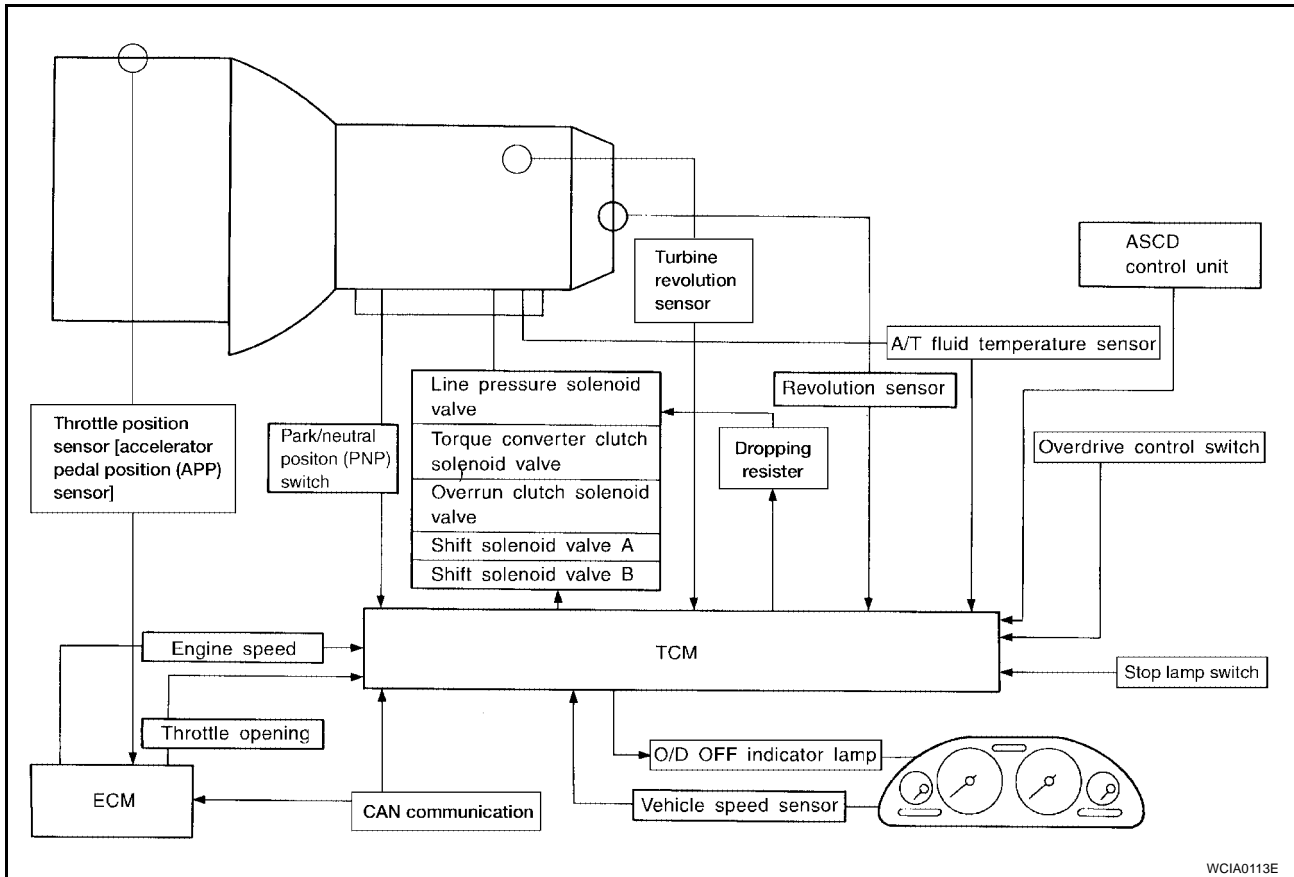 Turbine
revolution
sensor
ASCD
control unit
A/T fluid temperature sensor
Line pressure solenoid
valve
Torque converter clutch
solenoid valve
Overrun clutch solenoid
valve
Shift solenoid valve A
Shift solenoid valve B
Revolution sensor
Throttle position
sensor [accelerator
pedal position (APP)
sensor]
Park/neutral
positon (PNP)
switch
Dropping
resister
Overdrive control switch
Engine speed
TCM
Stop lamp switch
Throttle opening
O/D OFF indicator lamp
ECM
CAN communication
Vehicle speed sensor
WCIA0113E